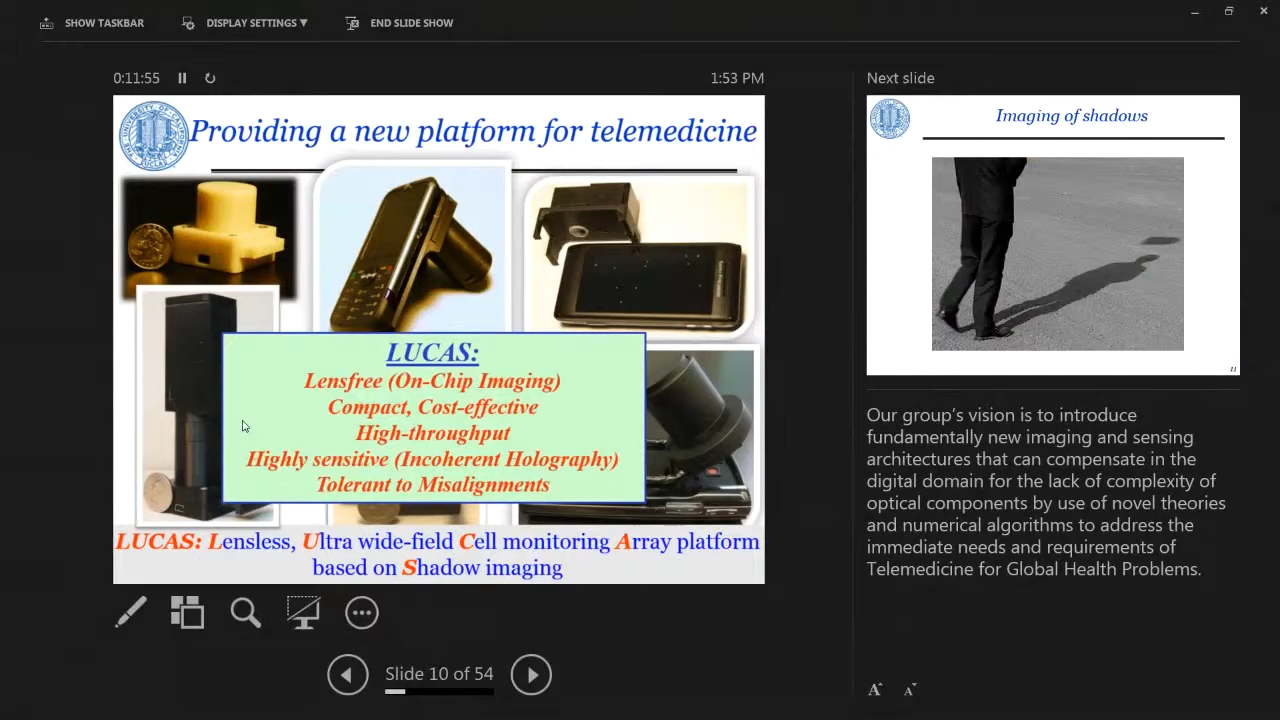 SHOW TASKBAR
DISPLAY SETTINGS ▼
END SLIDE SHOW
0:11:55
1:53 PM
Providing a new platform for telemedicine
LUCAS:
Lensfree (On-Chip Imaging)
Compact, Cost-effective
High-throughput
Highly sensitive (Incoherent Holography)
Tolerant to Misalignments
LUCAS: Lensless, Ultra wide-field Cell monitoring Array platform
based on Shadow imaging
Slide 10 of 54
Next slide
Imaging of shadows
11
Our group’s vision is to introduce
fundamentally new imaging and sensing
architectures that can compensate in the
digital domain for the lack of complexity of
optical components by use of novel theories
and numerical algorithms to address the
immediate needs and requirements of
Telemedicine for Global Health Problems.
A A